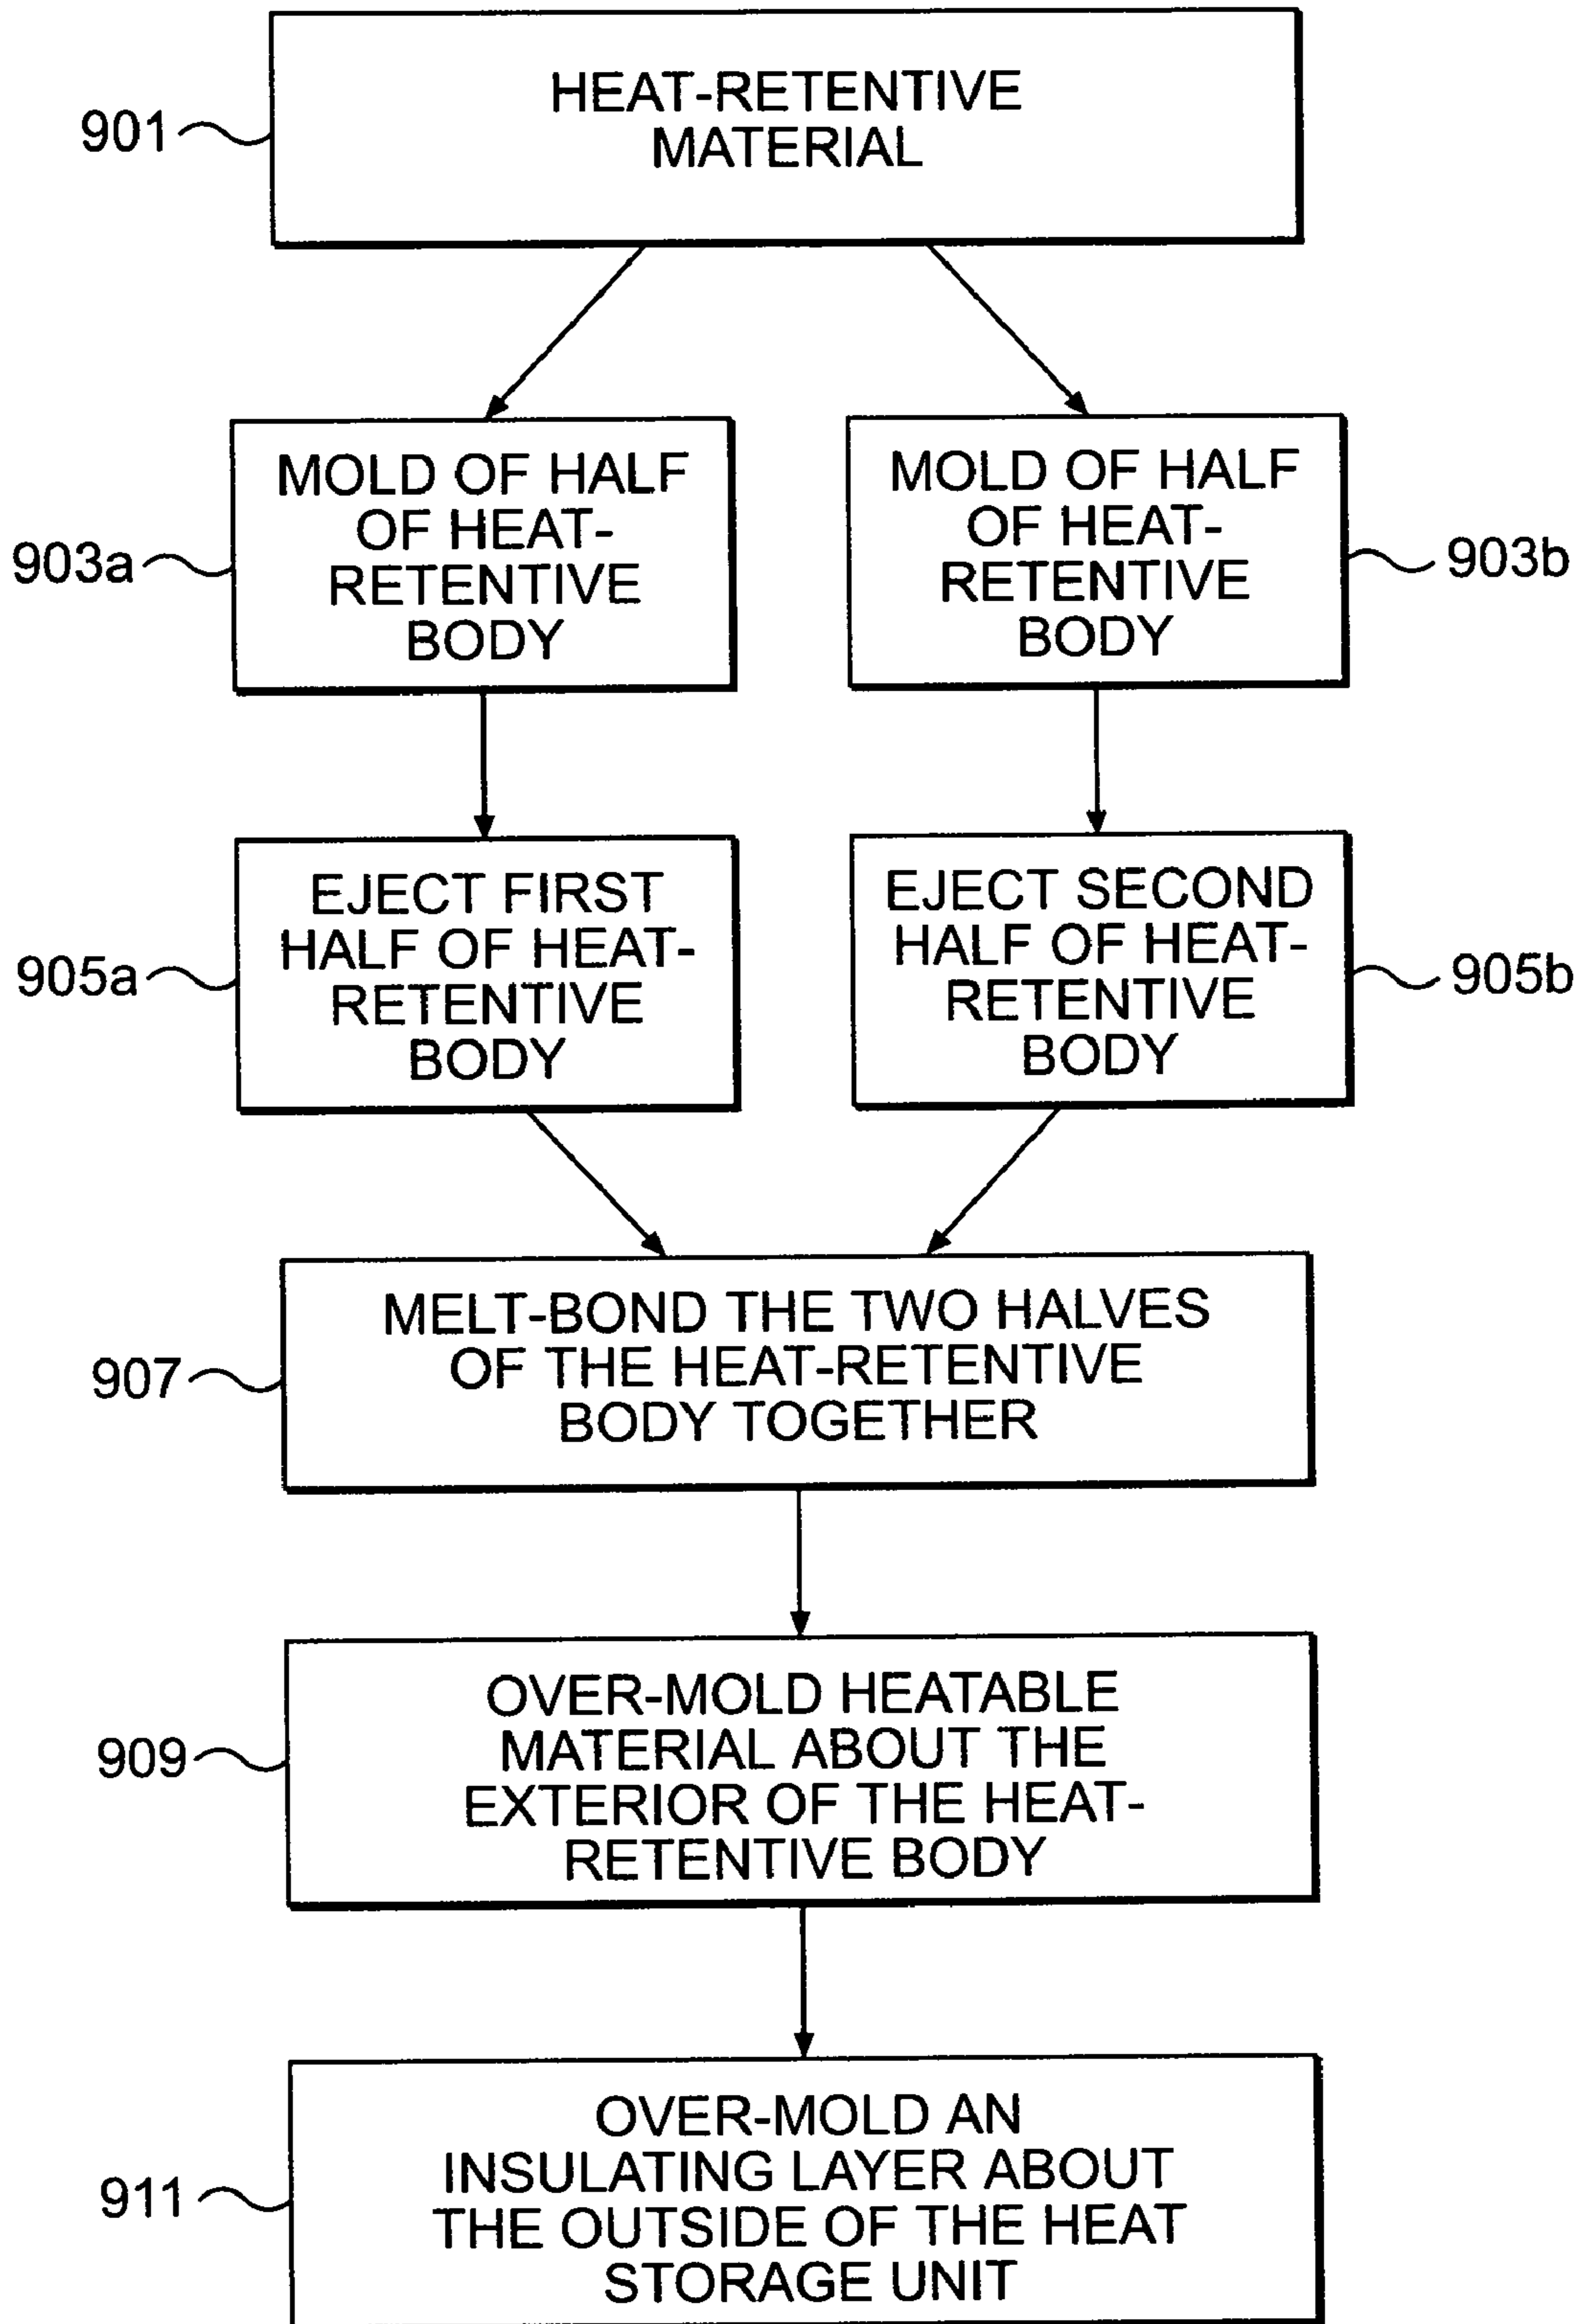 HEAT-RETENTIVE
MATERIAL
901
MOLD OF HALF
OF HEAT-
RETENTIVE
BODY
903a
MOLD OF HALF
OF HEAT-
RETENTIVE
BODY
903b
EJECT FIRST
HALF OF HEAT-
RETENTIVE
BODY
905a
EJECT SECOND
HALF OF HEAT-
RETENTIVE
BODY
905b
MELT-BOND THE TWO HALVES
OF THE HEAT-RETENTIVE
BODY TOGETHER
907
OVER-MOLD HEATABLE
MATERIAL ABOUT THE
EXTERIOR OF THE HEAT-
RETENTIVE BODY
909
OVER-MOLD AN
INSULATING LAYER ABOUT
THE OUTSIDE OF THE HEAT
STORAGE UNIT
911